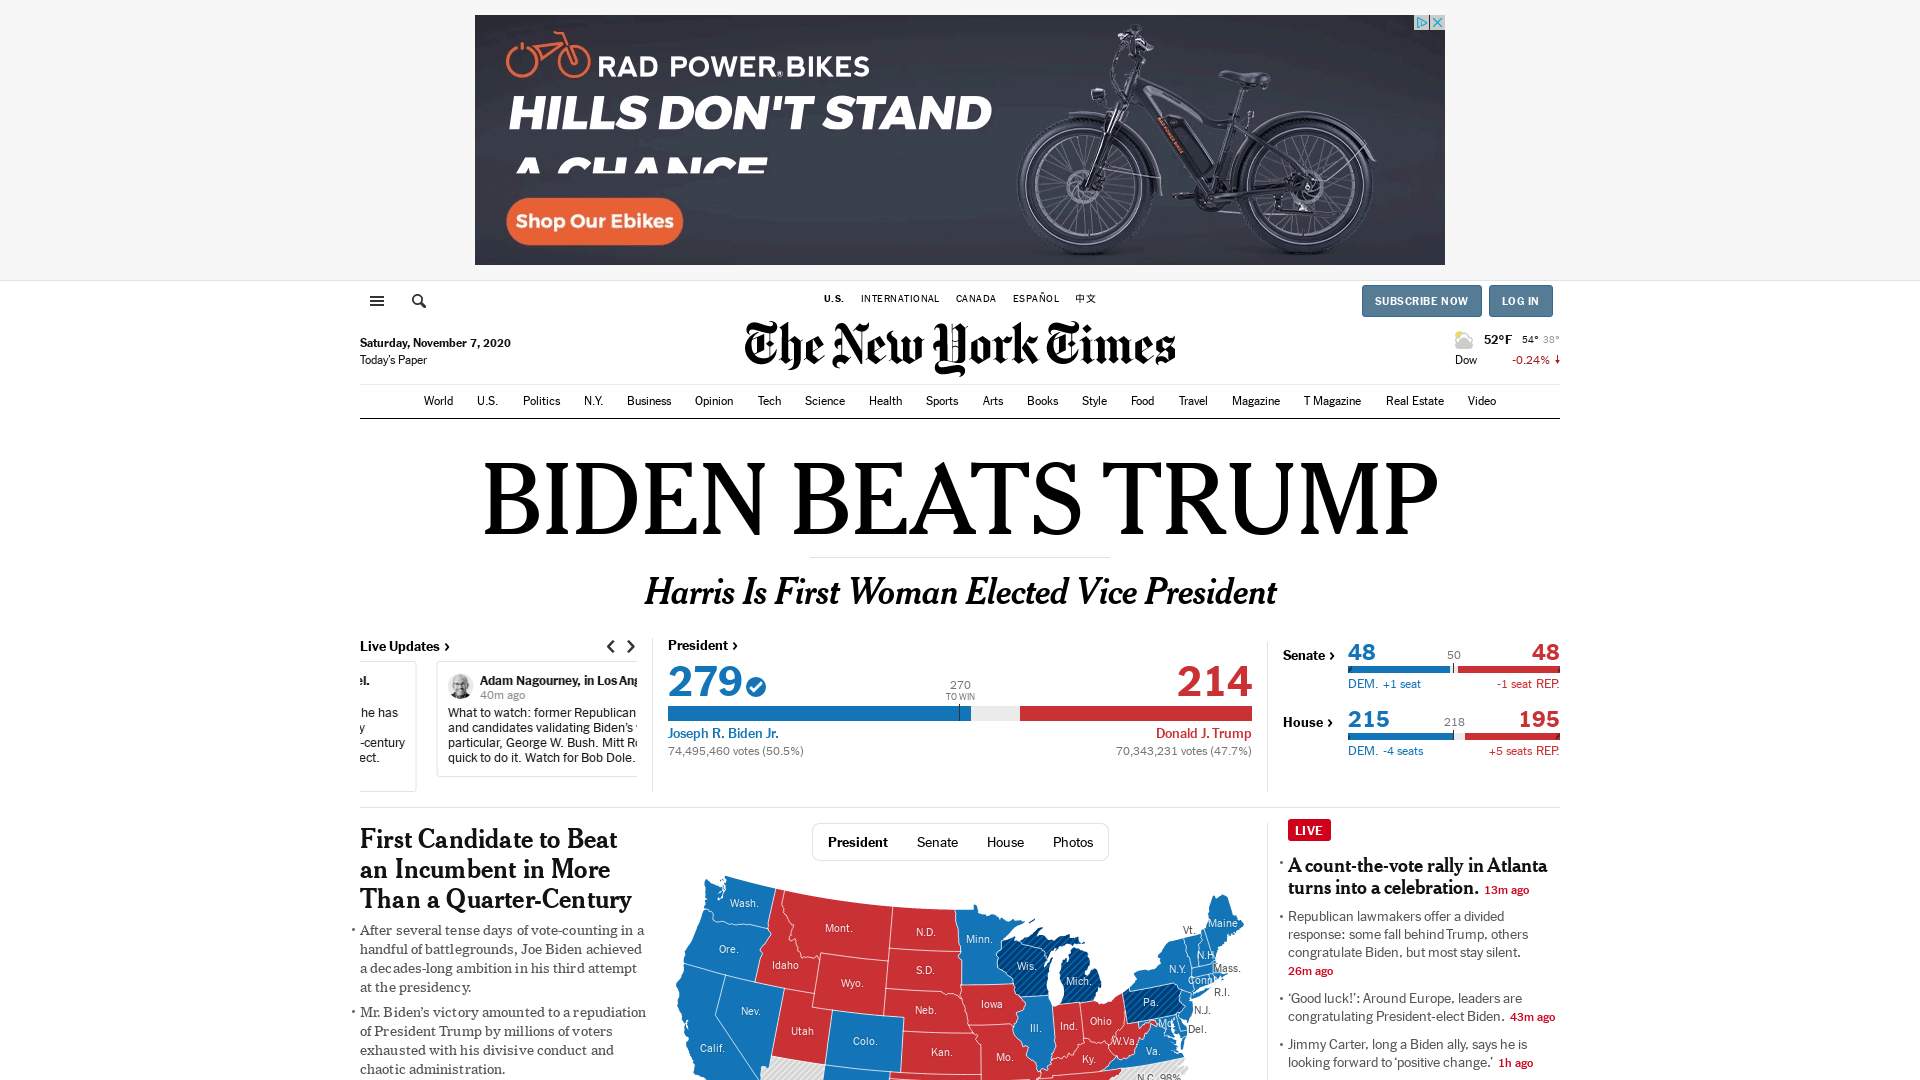 RAD POWER BIKES
HILLS DON'T STAND
A CHANCE
Shop Our Ebikes
U.S. INTERNATIONAL CANADA ESPAÑOL 中文
SUBSCRIBE NOW LOG IN
Saturday, November 7, 2020
Today's Paper
The New York Times
52°F 54° 38°
Dow -0.24%
World U.S. Politics N.Y. Business Opinion Tech Science Health Sports Arts Books Style Food Travel Magazine T Magazine Real Estate Video
BIDEN BEATS TRUMP
Harris Is First Woman Elected Vice President
Live Updates ›
el.
he has
y
-century
ect.
Adam Nagourney, in Los Ang
40m ago
What to watch: former Republican
and candidates validating Biden's
particular, George W. Bush. Mitt Ro
quick to do it. Watch for Bob Dole.
President ›
279 214
270
TO WIN
Joseph R. Biden Jr. Donald J. Trump
74,495,460 votes (50.5%) 70,343,231 votes (47.7%)
Senate › 48 50 48
DEM. +1 seat -1 seat REP.
House › 215 218 195
DEM. -4 seats +5 seats REP.
First Candidate to Beat
an Incumbent in More
Than a Quarter-Century
• After several tense days of vote-counting in a
handful of battlegrounds, Joe Biden achieved
a decades-long ambition in his third attempt
at the presidency.
• Mr. Biden's victory amounted to a repudiation
of President Trump by millions of voters
exhausted with his divisive conduct and
chaotic administration.
President Senate House Photos
Wash.
Ore.
Calif.
Nev.
Idaho
Mont.
Wyo.
Utah
Colo.
N.D.
S.D.
Neb.
Kan.
Minn.
Iowa
Mo.
Wis.
Ill.
Mich.
Ind.
Ohio
Ky.
W.Va.
Pa.
Va.
Md.
N.Y.
Vt.
N.H.
Maine
Mass.
Conn.
R.I.
N.J.
Del.
N.C. 98%
LIVE
• A count-the-vote rally in Atlanta
turns into a celebration. 13m ago
• Republican lawmakers offer a divided
response: some fall behind Trump, others
congratulate Biden, but most stay silent.
26m ago
• 'Good luck!': Around Europe, leaders are
congratulating President-elect Biden. 43m ago
• Jimmy Carter, long a Biden ally, says he is
looking forward to 'positive change.' 1h ago